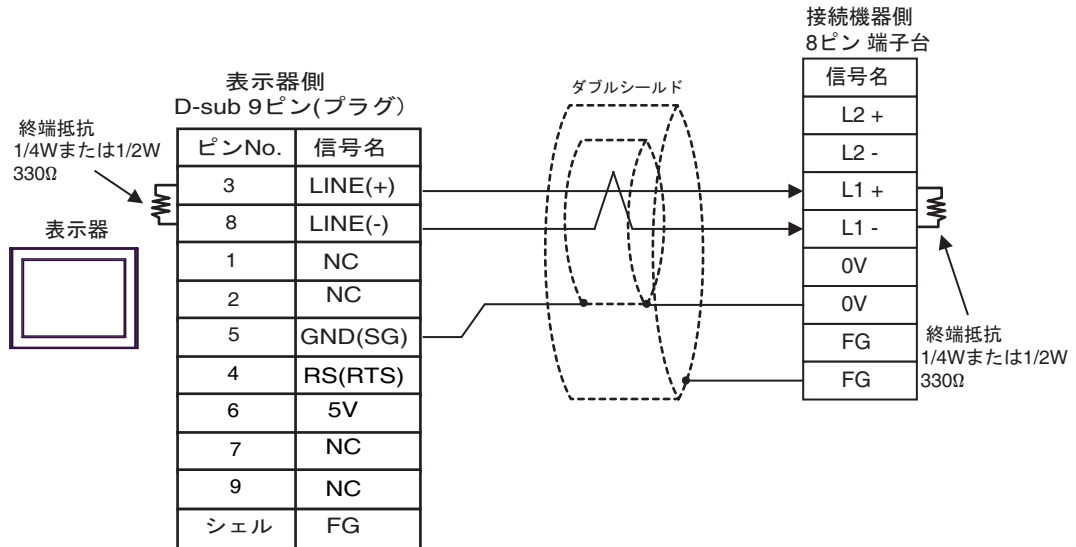 接続機器側
8ピン 端子台
信号名
L2 +
L2 -
L1 +
L1 -
0V
0V
FG
FG
ダブルシールド
表示器側
D-sub 9ピン(プラグ)
ピンNo. 信号名
3 LINE(+)
8 LINE(-)
1 NC
2 NC
5 GND(SG)
4 RS(RTS)
6 5V
7 NC
9 NC
シェル FG
終端抵抗
1/4Wまたは1/2W
330Ω
表示器
終端抵抗
1/4Wまたは1/2W
330Ω